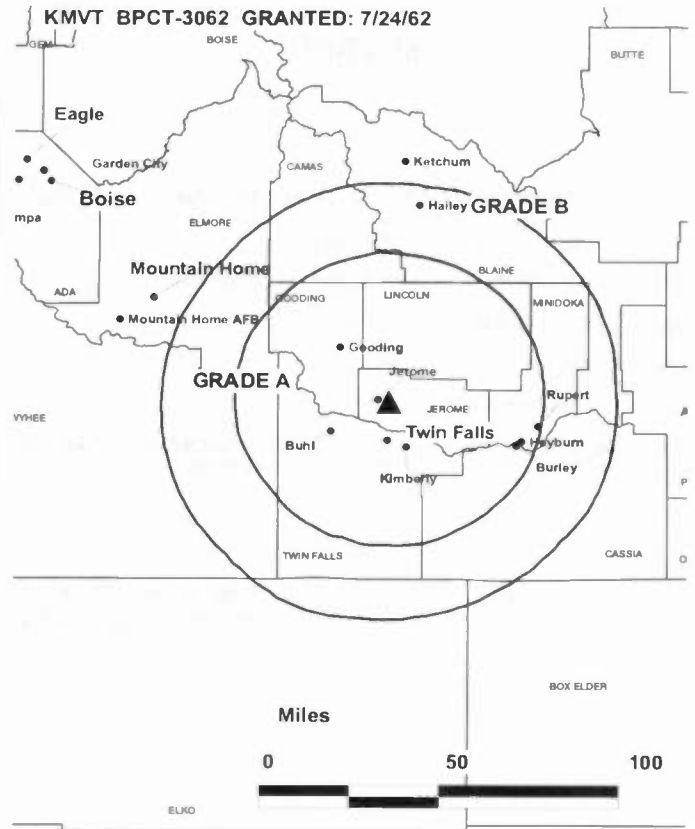 KMVT BPCT-3062 GRANTED: 7/24/62
GEM
BOISE
BUTTE
Eagle
Garden City
CAMAS
Ketchum
Boise
Hailey
GRADE B
mpa
ELMORE
Mountain Home
BLAINE
ADA
GOODING
LINCOLN
MINIDOKA
Mountain Home AFB
Gooding
GRADE A
Jerome
Rupert
WYHEE
JEROME
A
Buhl
Twin Falls
Heyburn
Kimberly
Burley
P
TWIN FALLS
CASSIA
O
BOX ELDER
Miles
0 50 100
ELKO